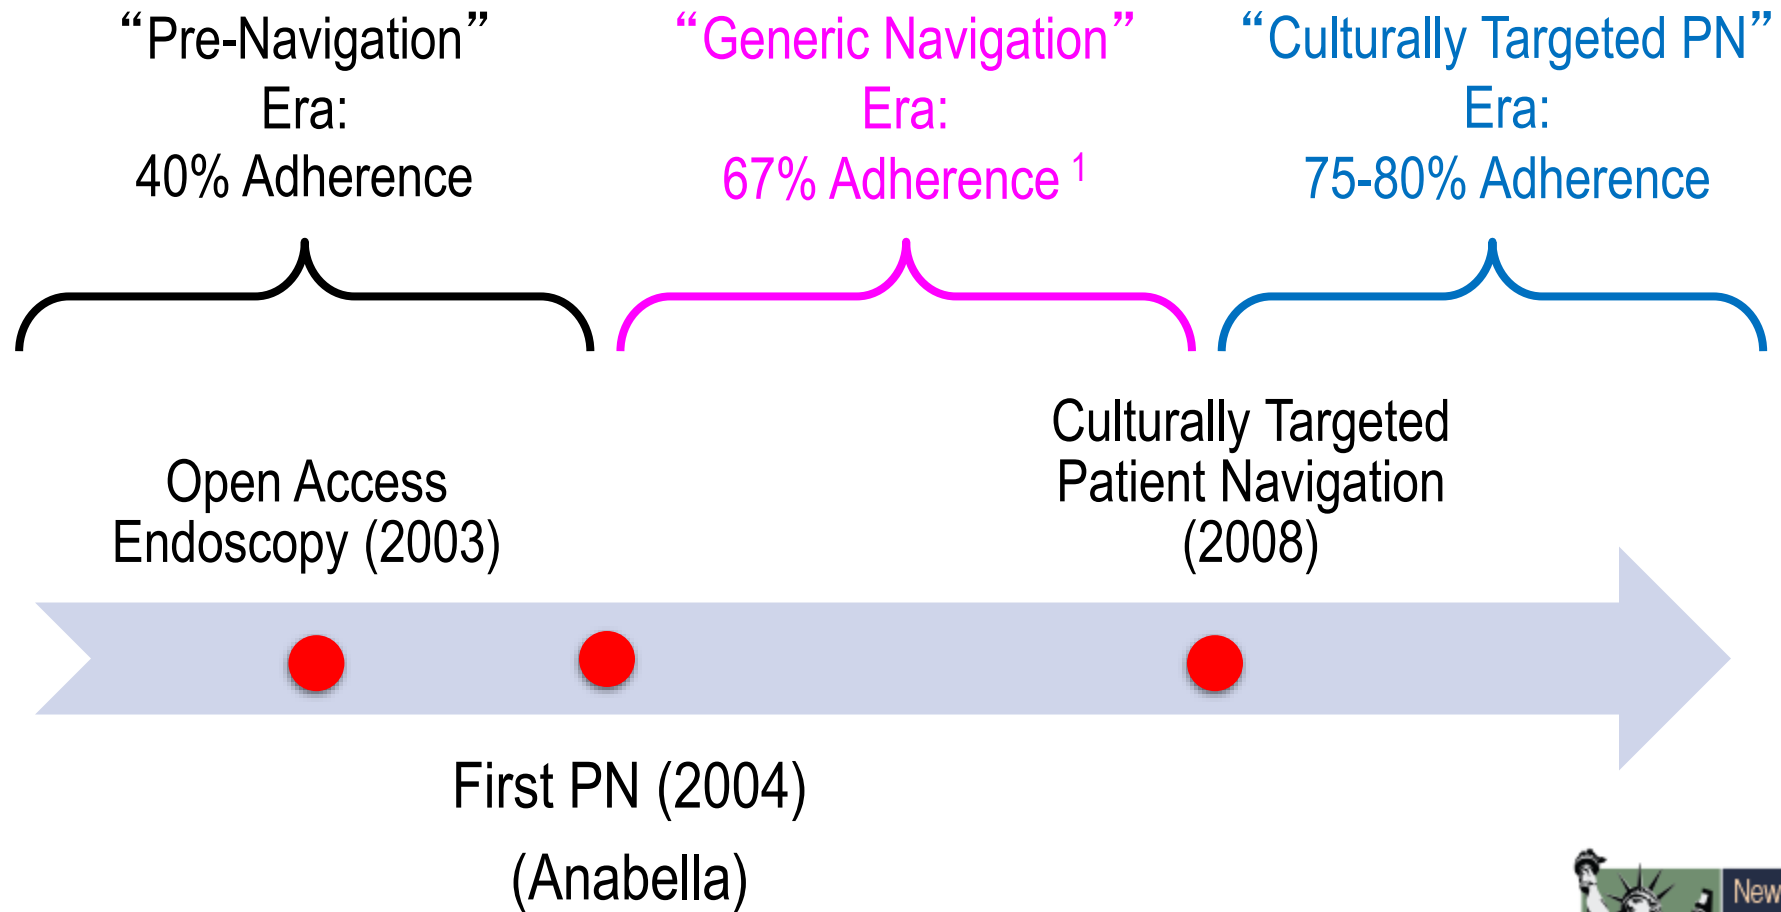 “Pre-Navigation”
Era:
40% Adherence
“Generic Navigation”
Era:
67% Adherence 1
“Culturally Targeted PN”
Era:
75-80% Adherence
Open Access
Endoscopy (2003)
Culturally Targeted
Patient Navigation
(2008)
First PN (2004)
(Anabella)
New